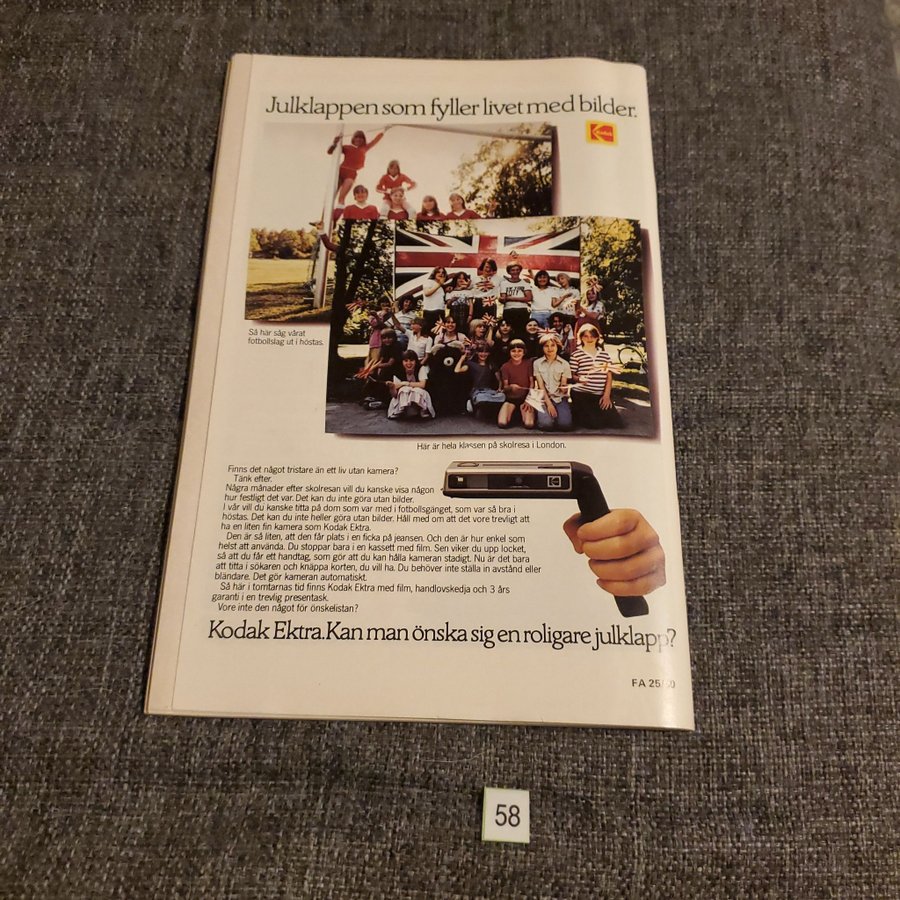 Julklappen som fyller livet med bilder.
Kodak
Så här såg vårat
fotbollslag ut i höstas.
Här är hela klassen på skolresa i London.
Finns det något tristare än ett liv utan kamera?
Tänk efter.
Några månader efter skolresan vill du kanske visa någon
hur festligt det var. Det kan du inte göra utan bilder.
I vår vill du kanske titta på dom som var med i fotbollsgänget, som var så bra i
höstas. Det kan du inte heller göra utan bilder. Håll med om att det vore trevligt att
ha en liten fin kamera som Kodak Ektra.
Den är så liten, att den får plats i en ficka på jeansen. Och den är hur enkel som
helst att använda. Du stoppar bara i en kassett med film. Sen viker du upp locket,
så att du får ett handtag, som gör att du kan hålla kameran stadigt. Nu är det bara
att titta i sökaren och knäppa korten, du vill ha. Du behöver inte ställa in avstånd eller
bländare. Det gör kameran automatiskt.
Så här i tomtarnas tid finns Kodak Ektra med film, handlovskedja och 3 års
garanti i en trevlig presentask.
Vore inte den något för önskelistan?
Kodak Ektra. Kan man önska sig en roligare julklapp?
FA 25
58